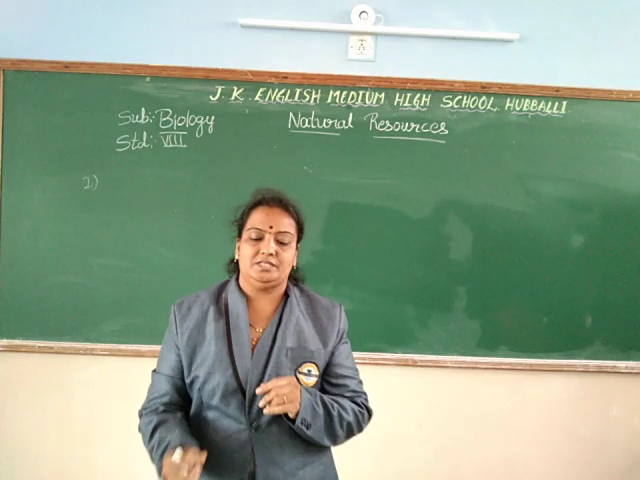 J. K. ENGLISH MEDIUM HIGH SCHOOL. HUBBALLI
Sub:- Biology
Natural Resources
Std: VIII
1)